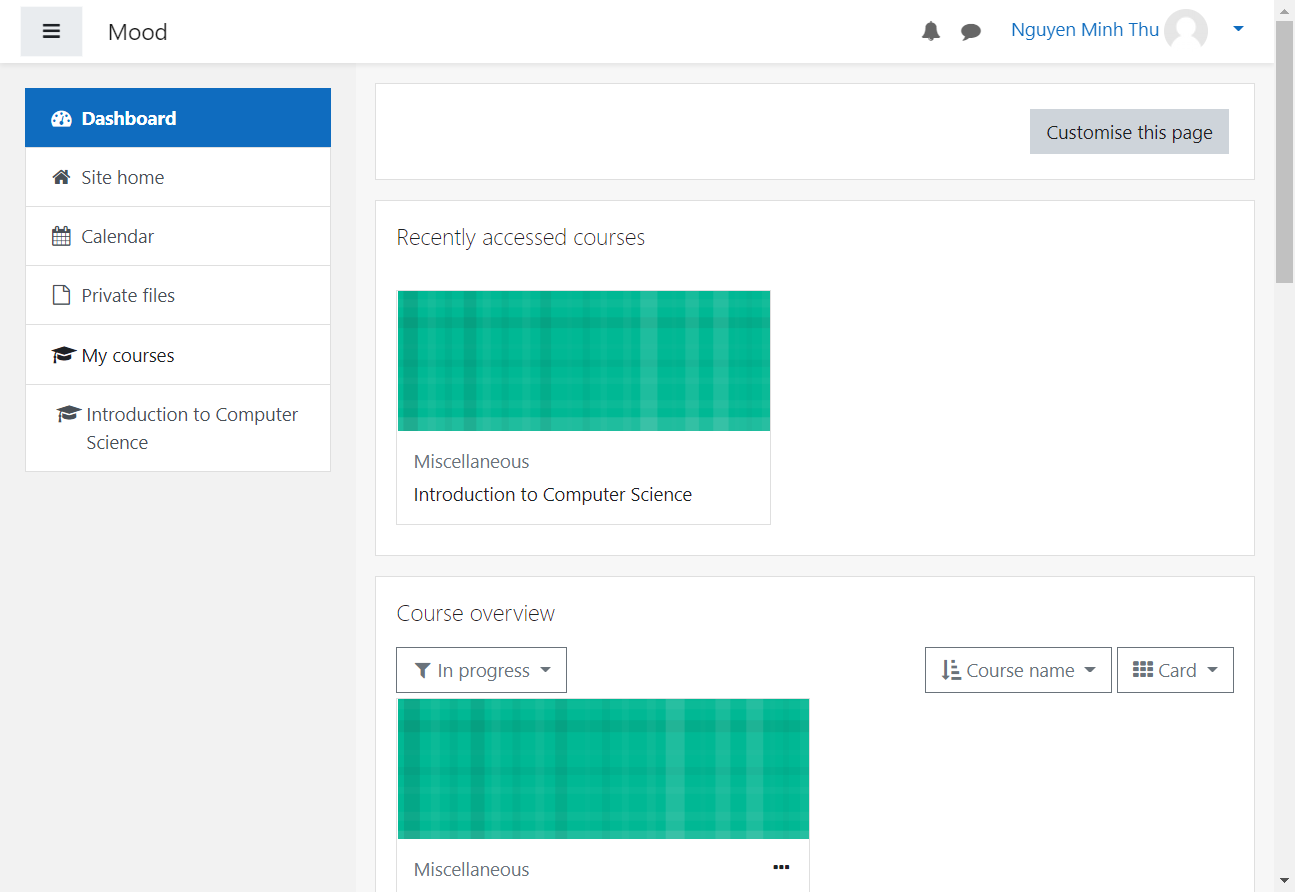 Mood
Nguyen Minh Thu
Dashboard
Site home
Calendar
Private files
My courses
Introduction to Computer
Science
Customise this page
Recently accessed courses
Miscellaneous
Introduction to Computer Science
Course overview
In progress
Course name
Card
Miscellaneous